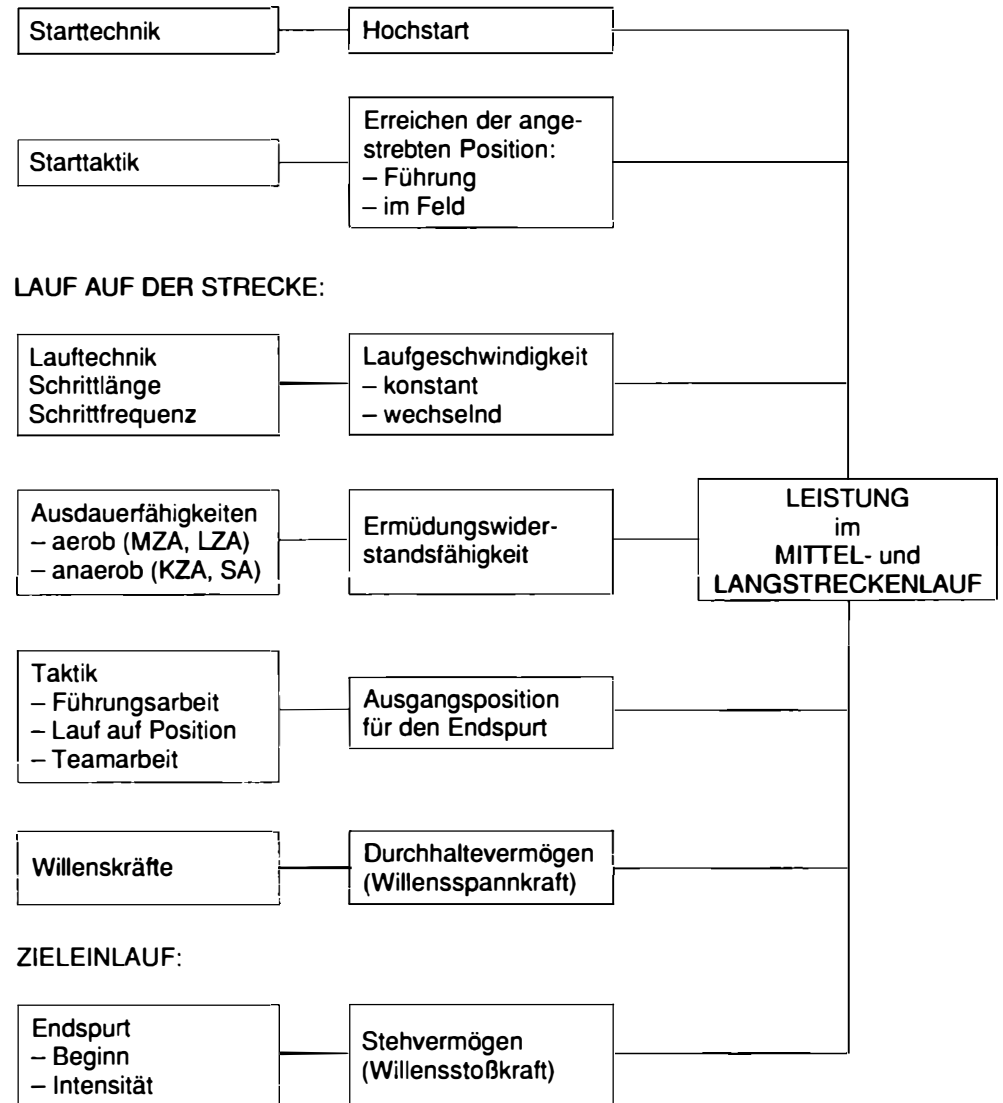 Starttechnik
Hochstart
Starttaktik
Erreichen der ange-
strebten Position:
– Führung
– im Feld
LAUF AUF DER STRECKE:
Lauftechnik
Schrittlänge
Schrittfrequenz
Laufgeschwindigkeit
– konstant
– wechselnd
Ausdauerfähigkeiten
– aerob (MZA, LZA)
– anaerob (KZA, SA)
Ermüdungswider-
standsfähigkeit
LEISTUNG
im
MITTEL- und
LANGSTRECKENLAUF
Taktik
– Führungsarbeit
– Lauf auf Position
– Teamarbeit
Ausgangsposition
für den Endspurt
Willenskräfte
Durchhaltevermögen
(Willensspannkraft)
ZIELEINLAUF:
Endspurt
– Beginn
– Intensität
Stehvermögen
(Willensstoßkraft)